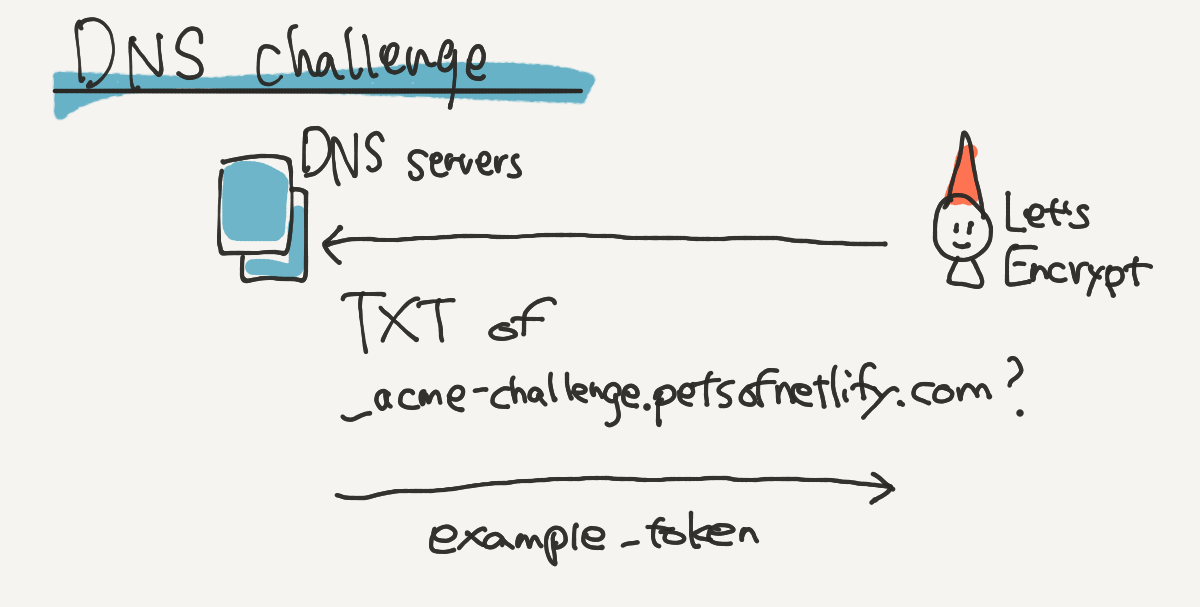 DNS challenge
DNS servers
Let's
Encrypt
TXT of
_acme-challenge.petsofnetlify.com?
example_token